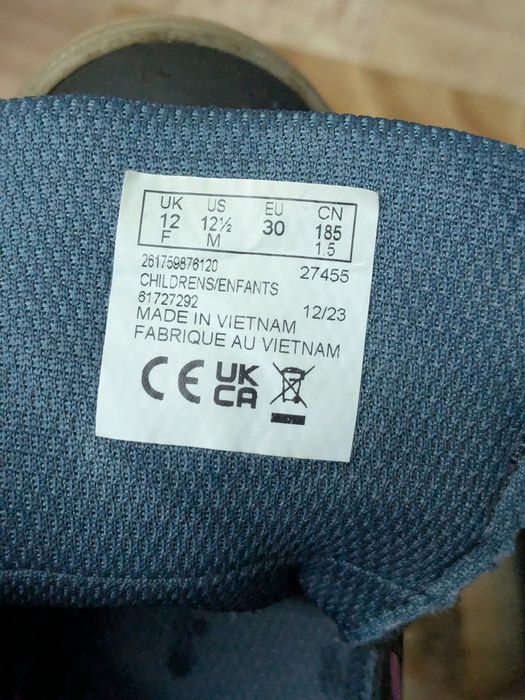 UK US EU CN
12 12½ 30 185
F M 1.5
261759876120 27455
CHILDRENS/ENFANTS
61727292 12/23
MADE IN VIETNAM
FABRIQUE AU VIETNAM
CE UK
CA